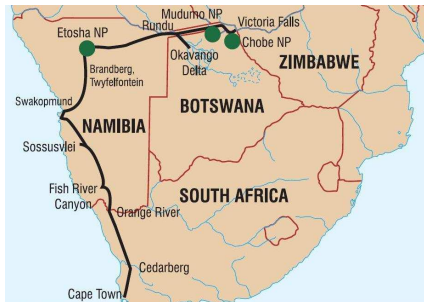 Mudumo NP
Victoria Falls
Etosha NP
Rundu
Chobe NP
Okavango
Delta
ZIMBABWE
Brandberg,
Twyfelfontein
Swakopmund
BOTSWANA
NAMIBIA
Sossusvlei
SOUTH AFRICA
Fish River
Canyon
Orange River
Cedarberg
Cape Town